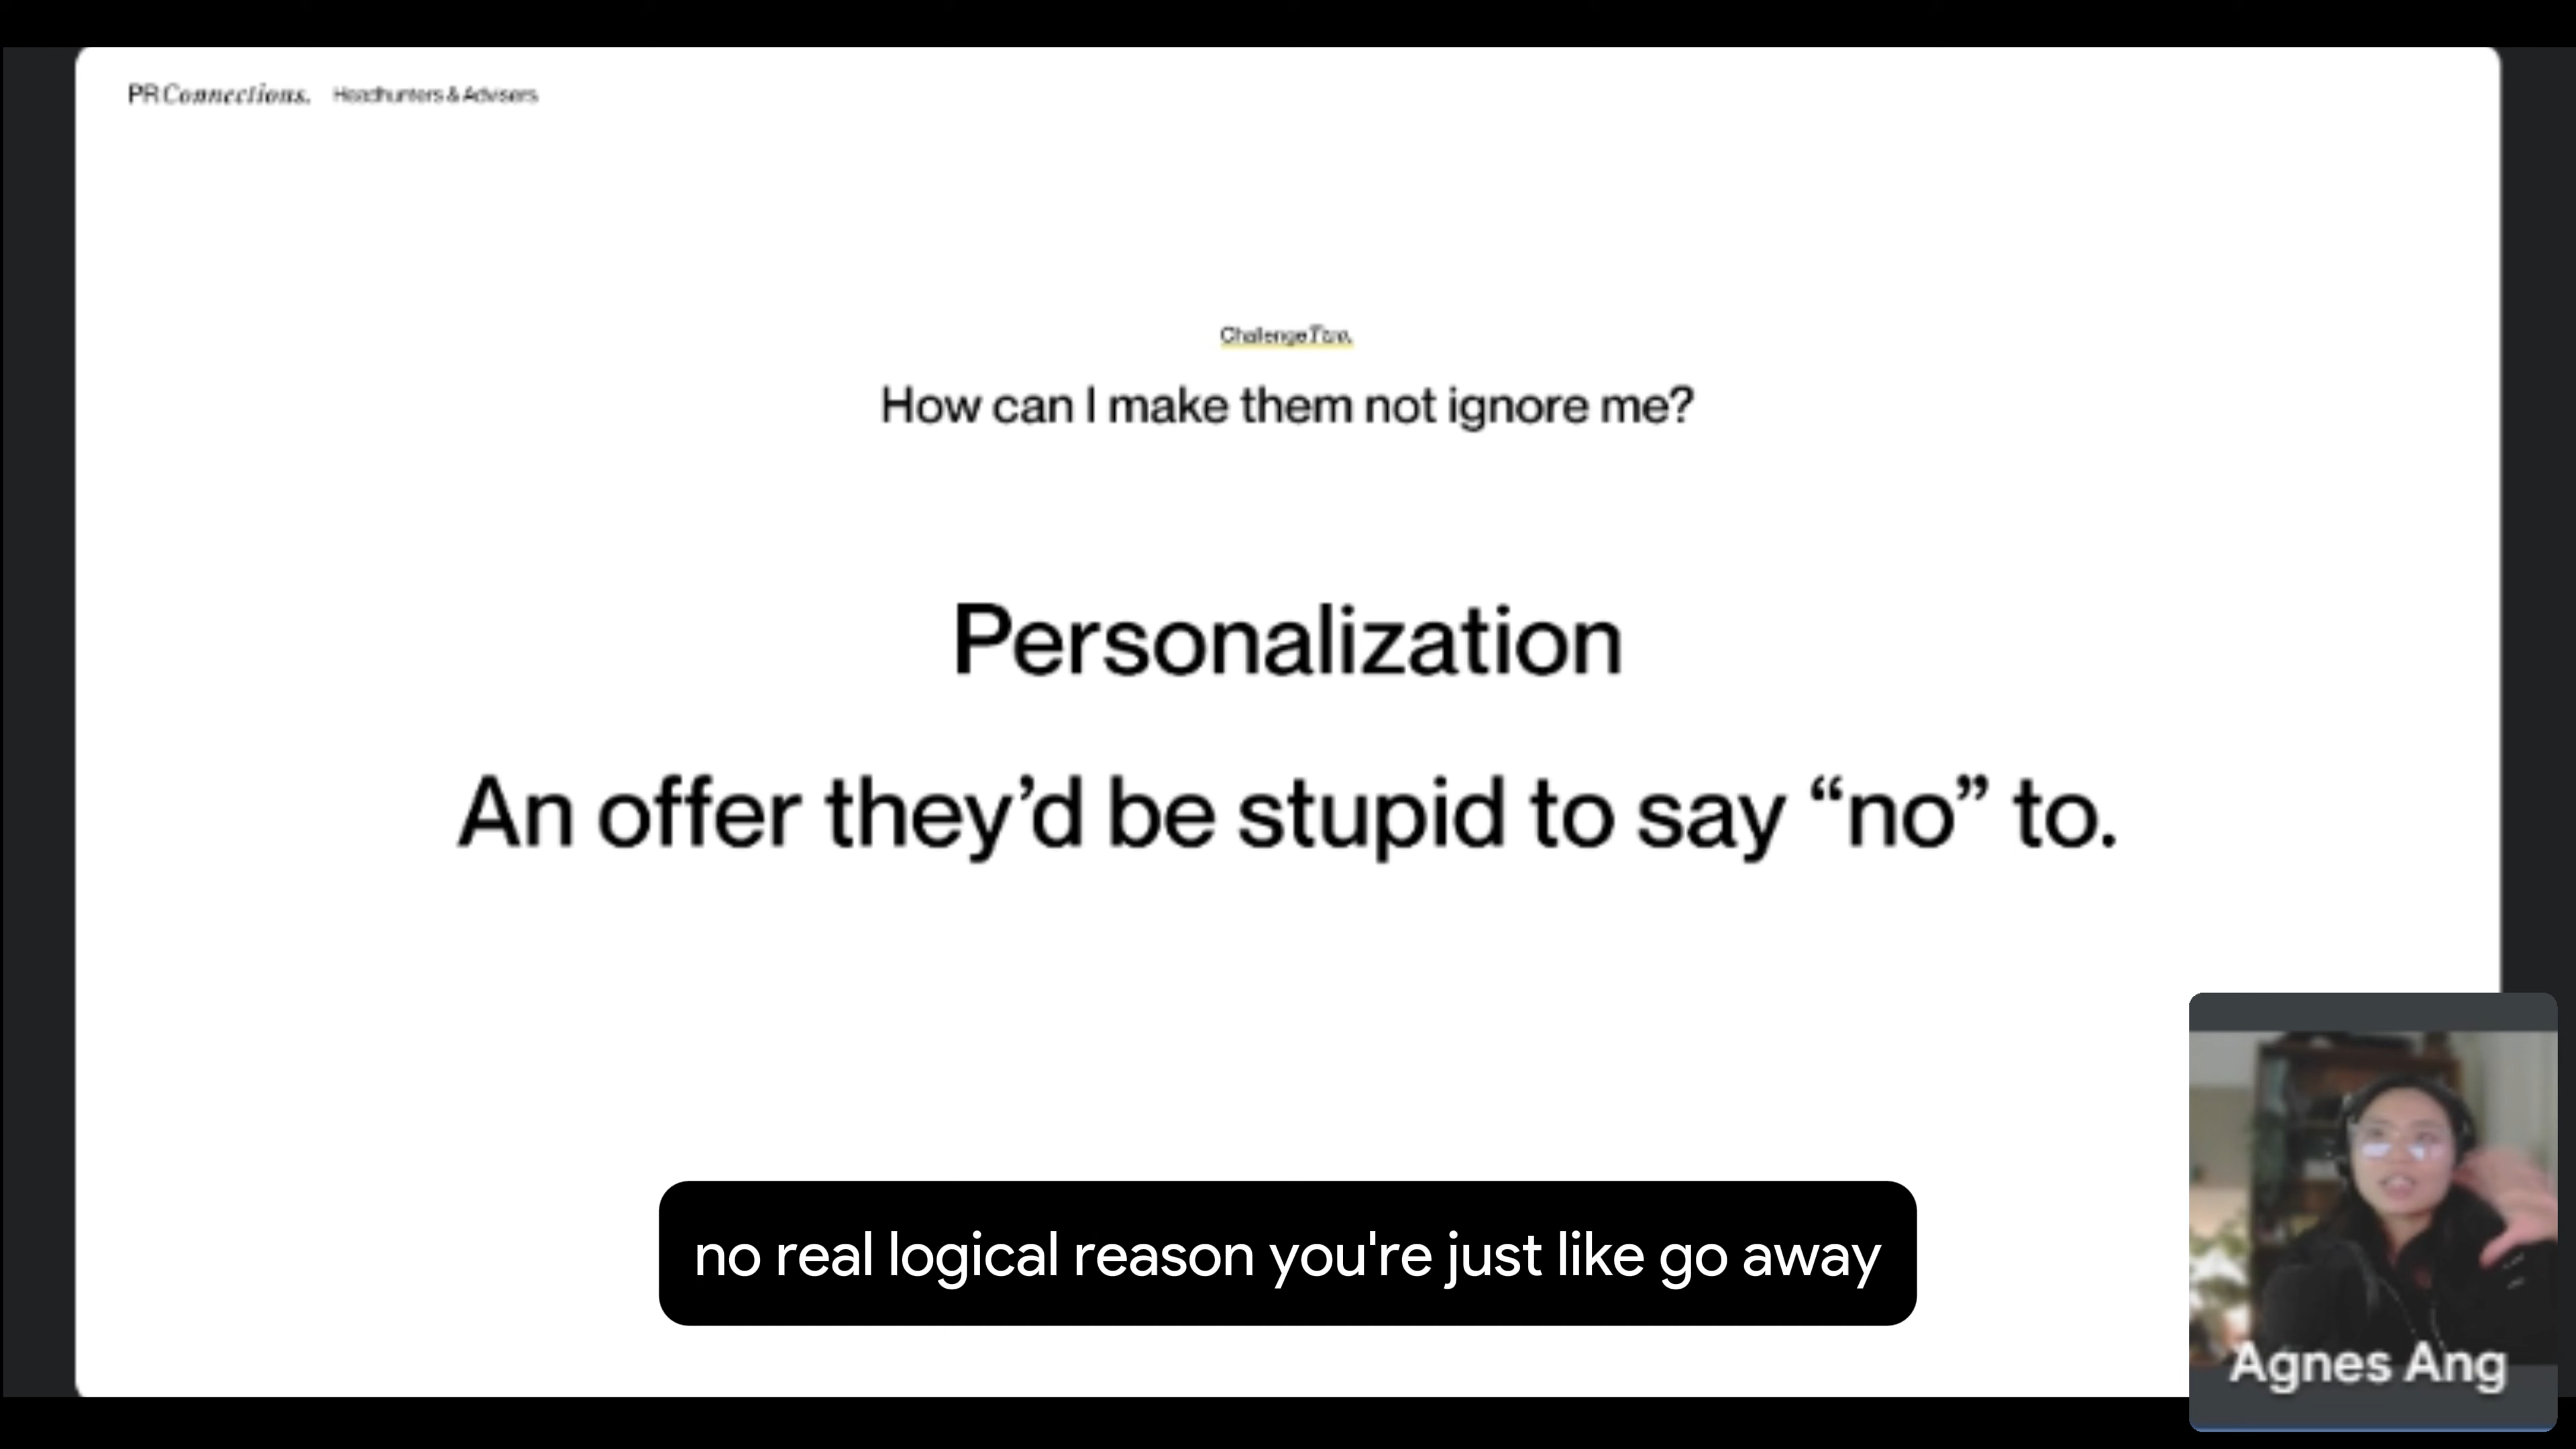 PR Connections. Headhunters & Advisers
Challenge Two.
How can I make them not ignore me?
Personalization
An offer they’d be stupid to say “no” to.
no real logical reason you're just like go away
Agnes Ang